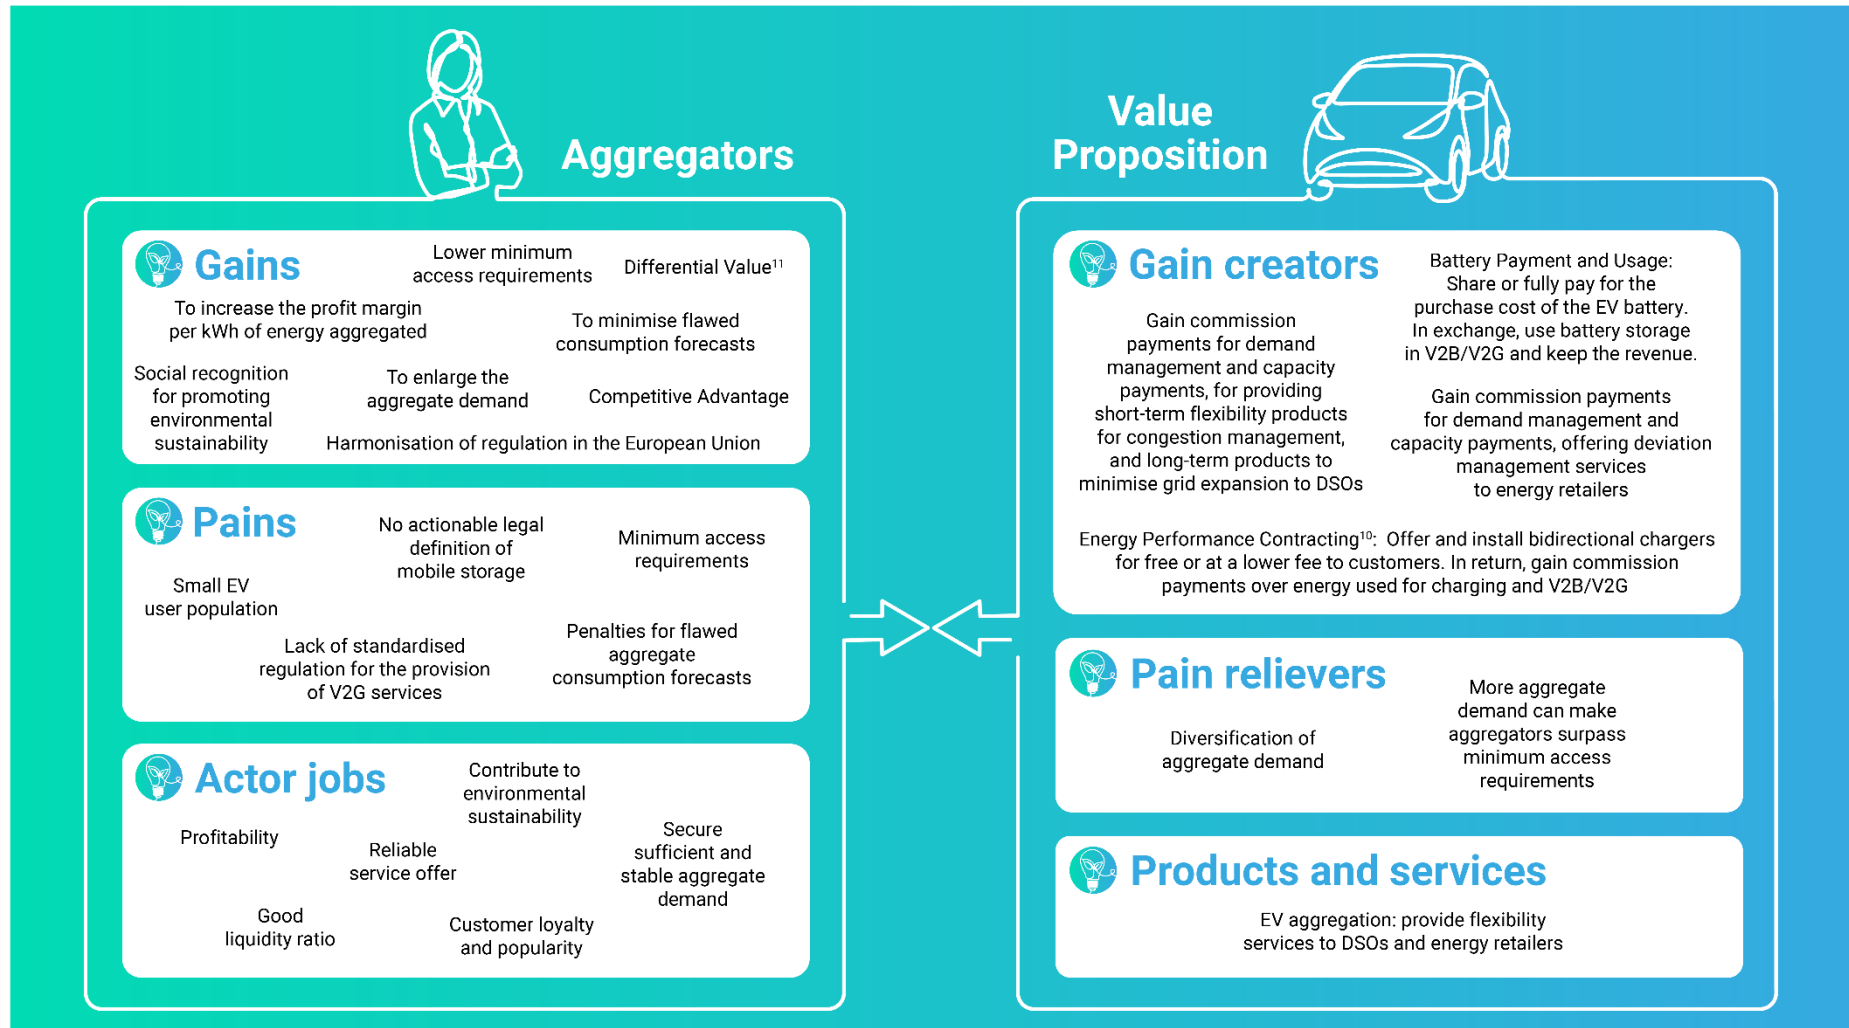 Aggregators
Gains
Lower minimum
access requirements
Differential Value¹¹
To increase the profit margin
per kWh of energy aggregated
To minimise flawed
consumption forecasts
Social recognition
for promoting
environmental
sustainability
To enlarge the
aggregate demand
Competitive Advantage
Harmonisation of regulation in the European Union
Pains
No actionable legal
definition of
mobile storage
Minimum access
requirements
Small EV
user population
Lack of standardised
regulation for the provision
of V2G services
Penalties for flawed
aggregate
consumption forecasts
Actor jobs
Contribute to
environmental
sustainability
Profitability
Reliable
service offer
Secure
sufficient and
stable aggregate
demand
Good
liquidity ratio
Customer loyalty
and popularity
Value
Proposition
Gain creators
Battery Payment and Usage:
Share or fully pay for the
purchase cost of the EV battery.
In exchange, use battery storage
in V2B/V2G and keep the revenue.
Gain commission
payments for demand
management and capacity
payments, for providing
short-term flexibility products
for congestion management,
and long-term products to
minimise grid expansion to DSOs
Gain commission payments
for demand management and
capacity payments, offering deviation
management services
to energy retailers
Energy Performance Contracting¹⁰: Offer and install bidirectional chargers
for free or at a lower fee to customers. In return, gain commission
payments over energy used for charging and V2B/V2G
Pain relievers
Diversification of
aggregate demand
More aggregate
demand can make
aggregators surpass
minimum access
requirements
Products and services
EV aggregation: provide flexibility
services to DSOs and energy retailers